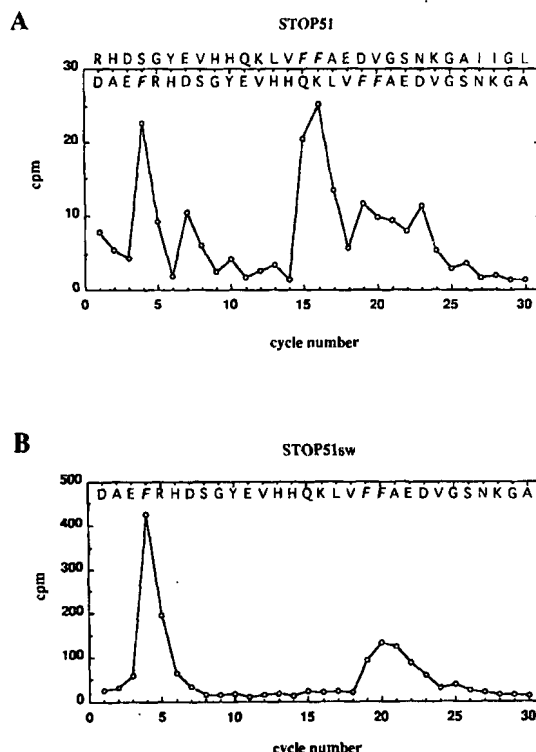 A
STOP51
R H D S G Y E V H H Q K L V F F A E D V G S N K G A I I G L
D A E F R H D S G Y E V H H Q K L V F F A E D V G S N K G A
30
20
10
0
cpm
0 5 10 15 20 25 30
cycle number
B
STOP51sw
D A E F R H D S G Y E V H H Q K L V F F A E D V G S N K G A
500
400
300
200
100
0
cpm
0 5 10 15 20 25 30
cycle number